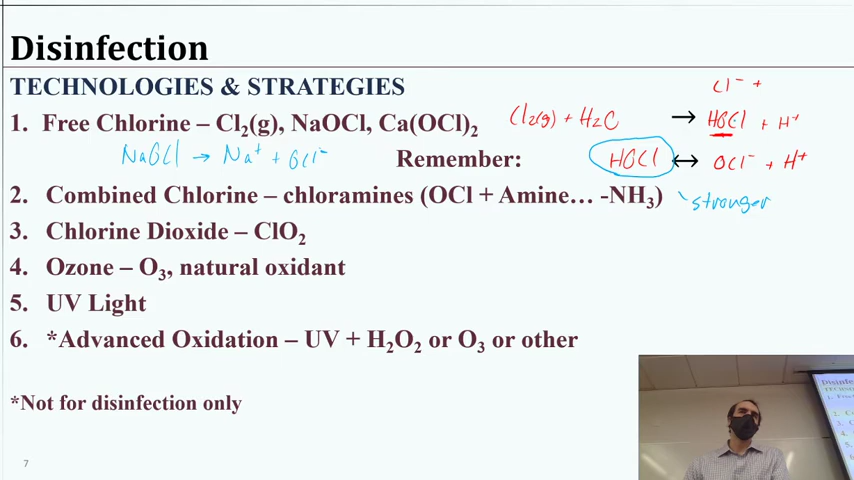 Disinfection
TECHNOLOGIES & STRATEGIES
Cl⁻ +
1. Free Chlorine – Cl₂(g), NaOCl, Ca(OCl)₂ Cl₂(g) + H₂O → HOCl + H⁺
NaOCl → Na⁺ + OCl⁻ Remember: HOCl ↔ OCl⁻ + H⁺
2. Combined Chlorine – chloramines (OCl + Amine… -NH₃) stronger
3. Chlorine Dioxide – ClO₂
4. Ozone – O₃, natural oxidant
5. UV Light
6. *Advanced Oxidation – UV + H₂O₂ or O₃ or other
*Not for disinfection only
7